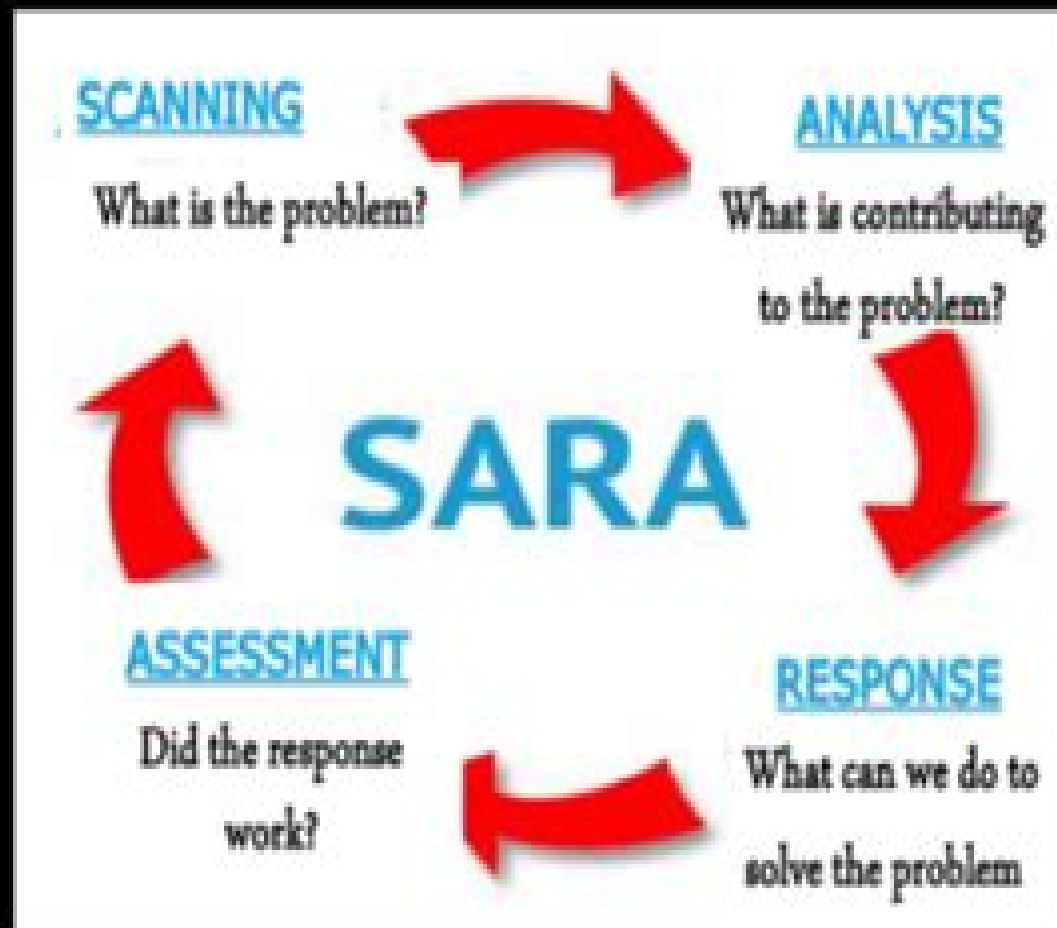 SCANNING
What is the problem?
ANALYSIS
What is contributing
to the problem?
SARA
RESPONSE
What can we do to
solve the problem
ASSESSMENT
Did the response
work?